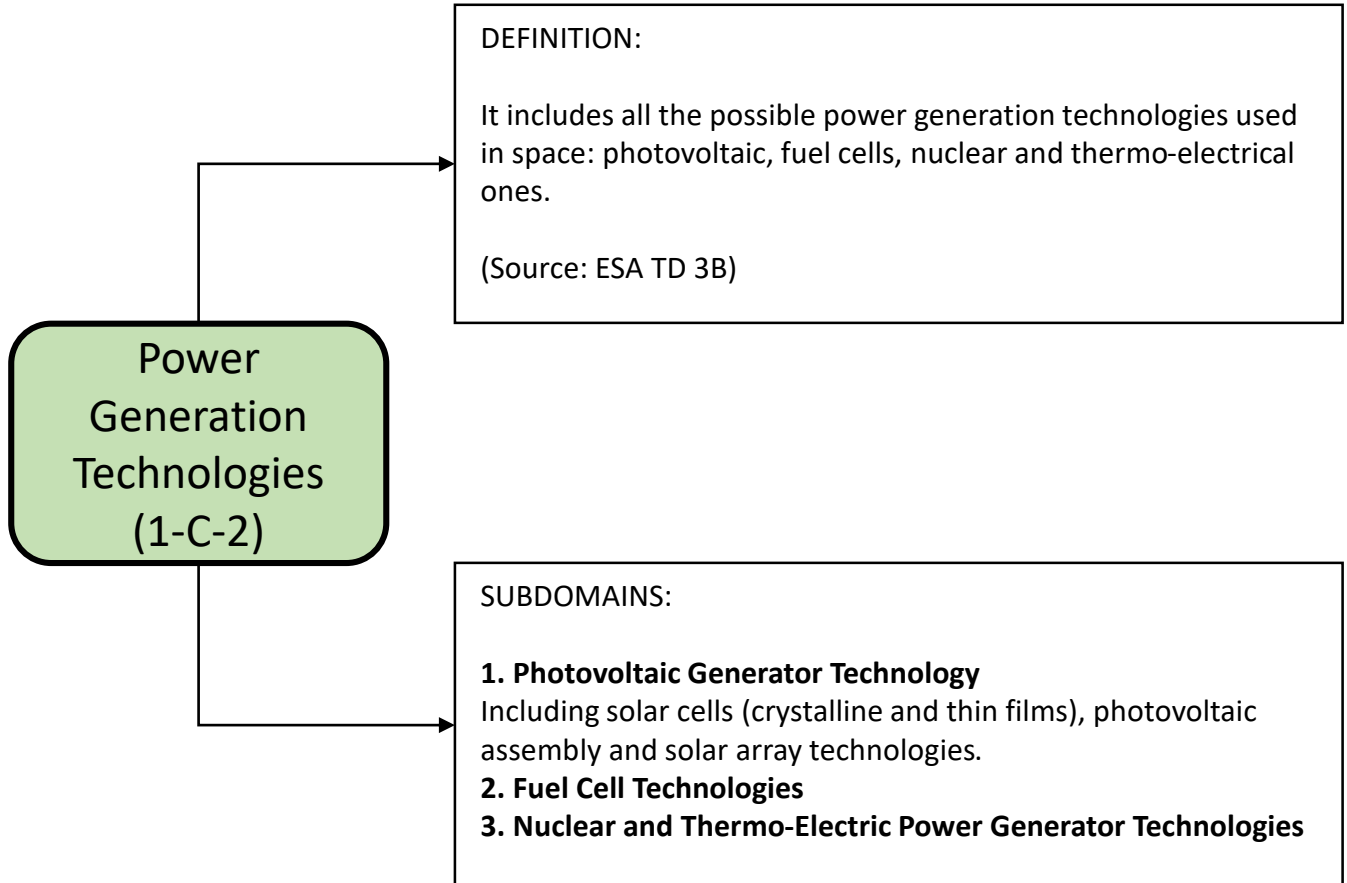 DEFINITION:
It includes all the possible power generation technologies used
in space: photovoltaic, fuel cells, nuclear and thermo-electrical
ones.
(Source: ESA TD 3B)
Power
Generation
Technologies
(1-C-2)
SUBDOMAINS:
1. Photovoltaic Generator Technology
Including solar cells (crystalline and thin films), photovoltaic
assembly and solar array technologies.
2. Fuel Cell Technologies
3. Nuclear and Thermo-Electric Power Generator Technologies